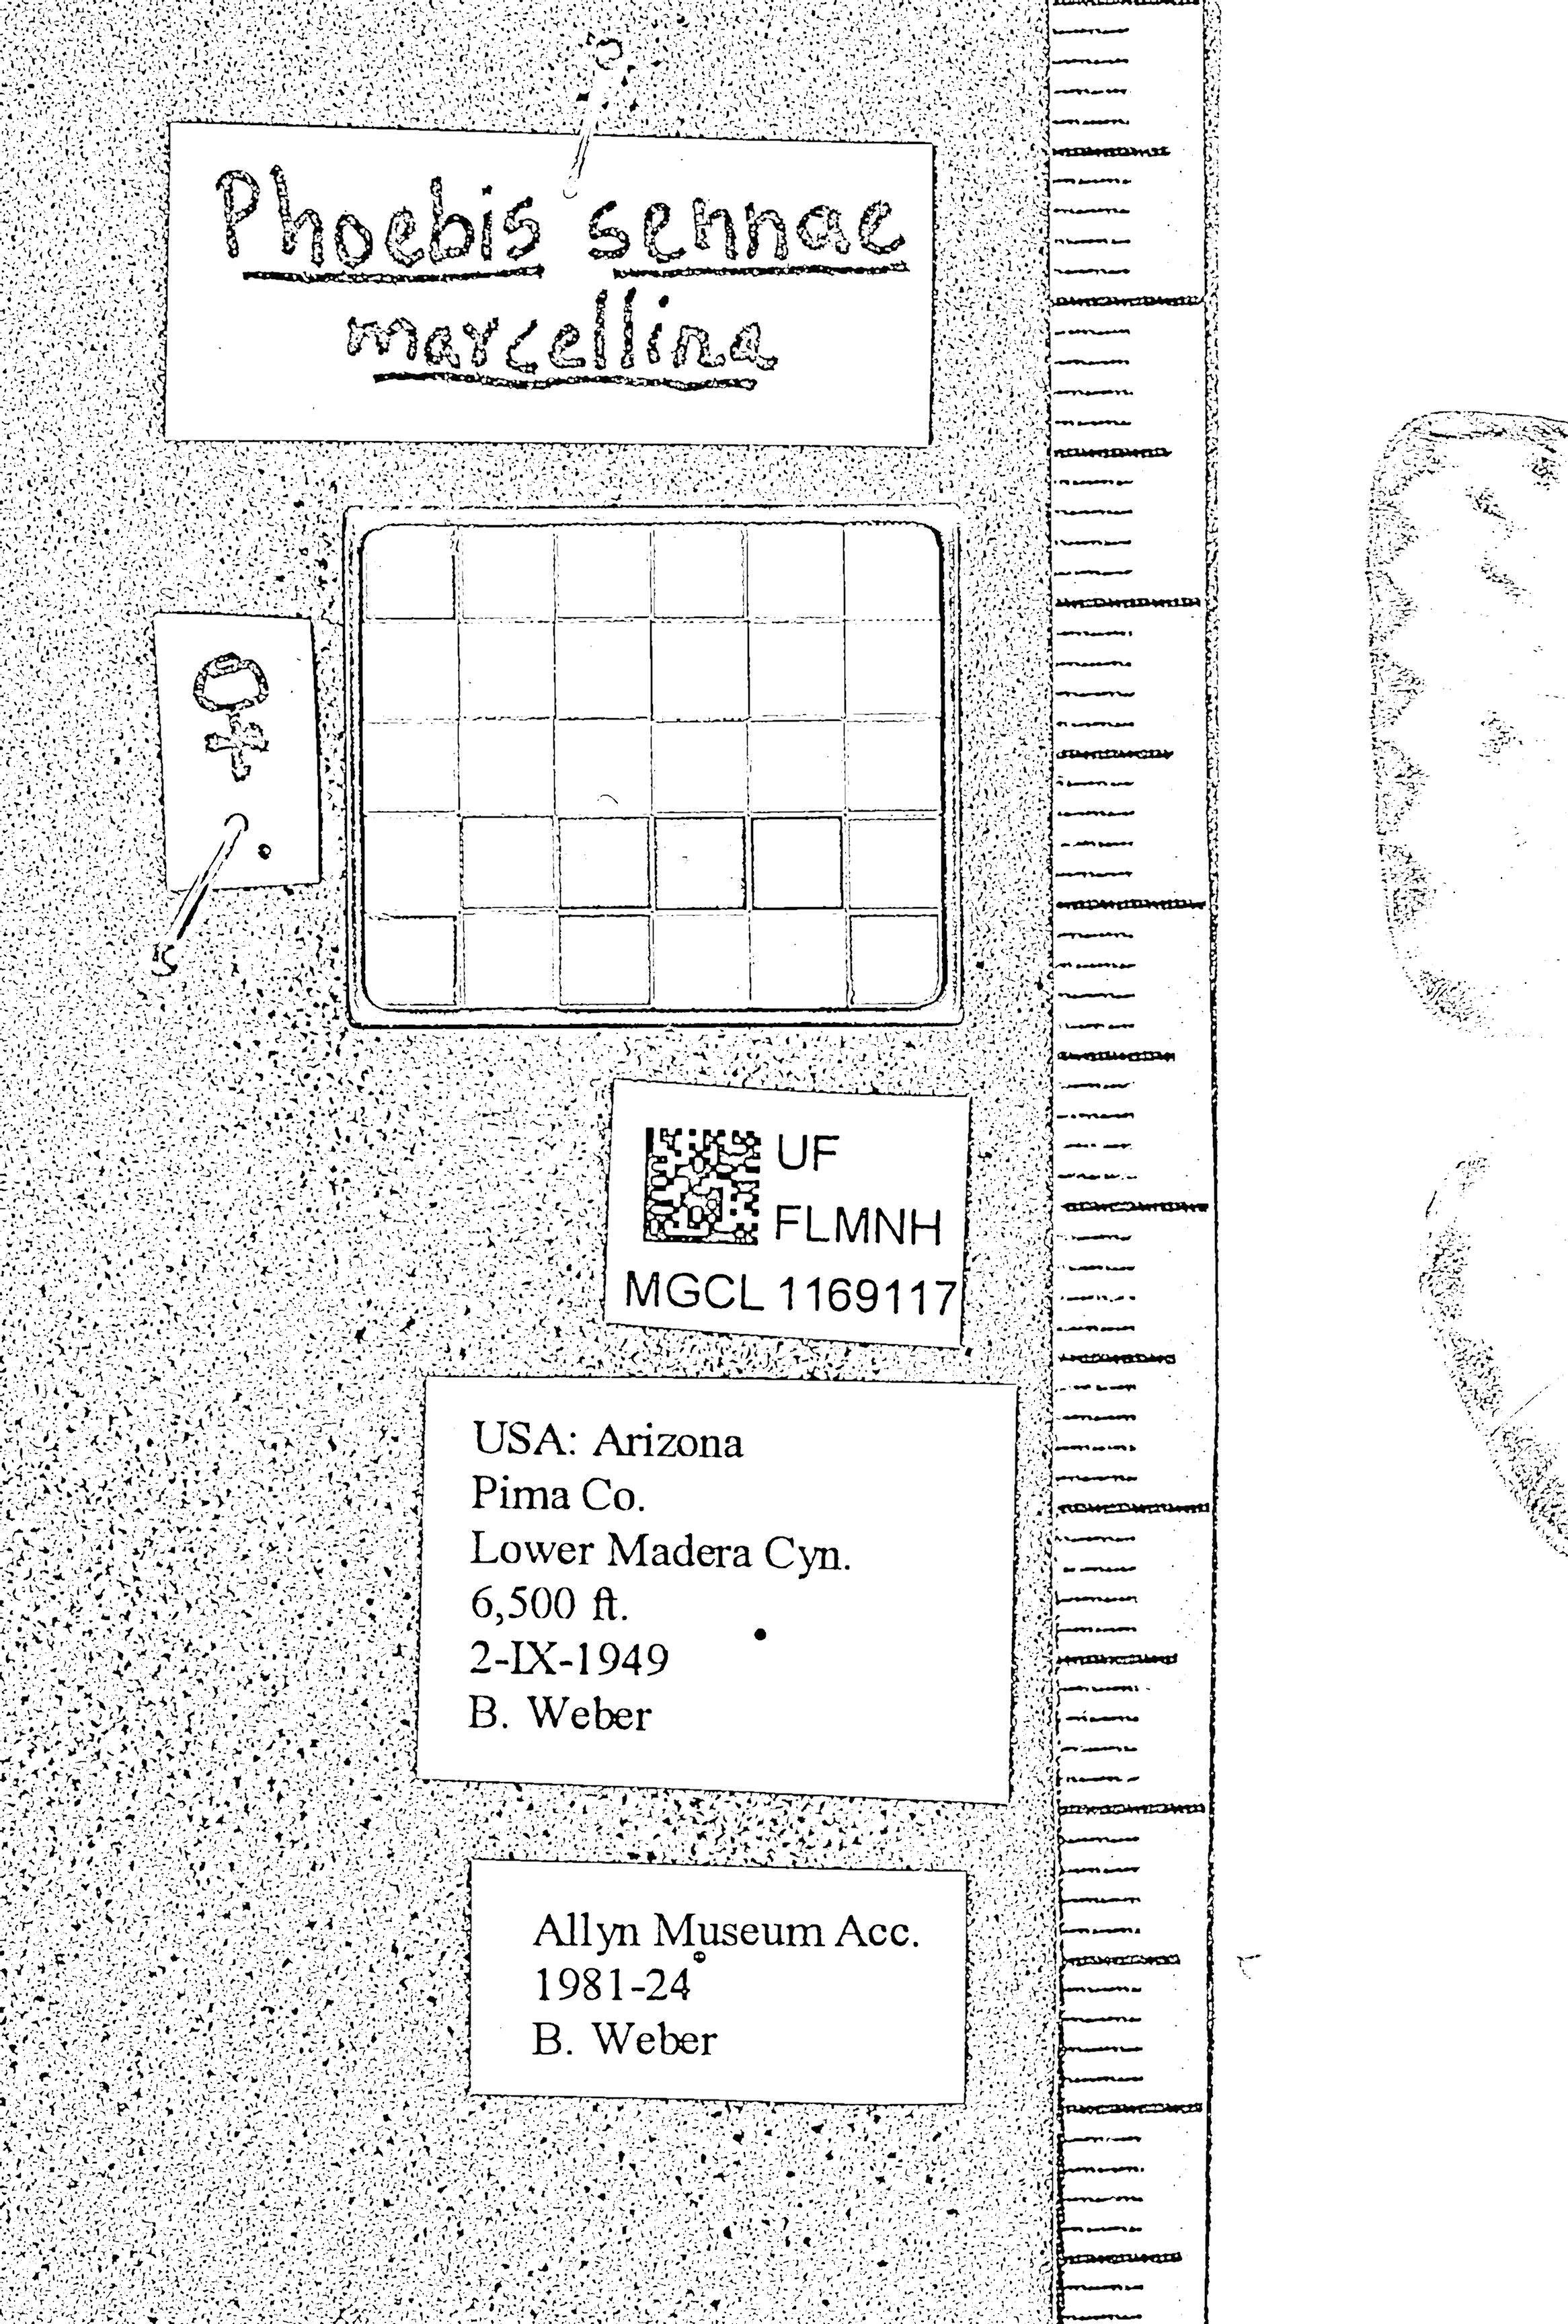 Phoebis sennae
marcellina
♀
UF
FLMNH
MGCL 1169117
USA: Arizona
Pima Co.
Lower Madera Cyn.
6,500 ft.
2-IX-1949
B. Weber
Allyn Museum Acc.
1981-24
B. Weber